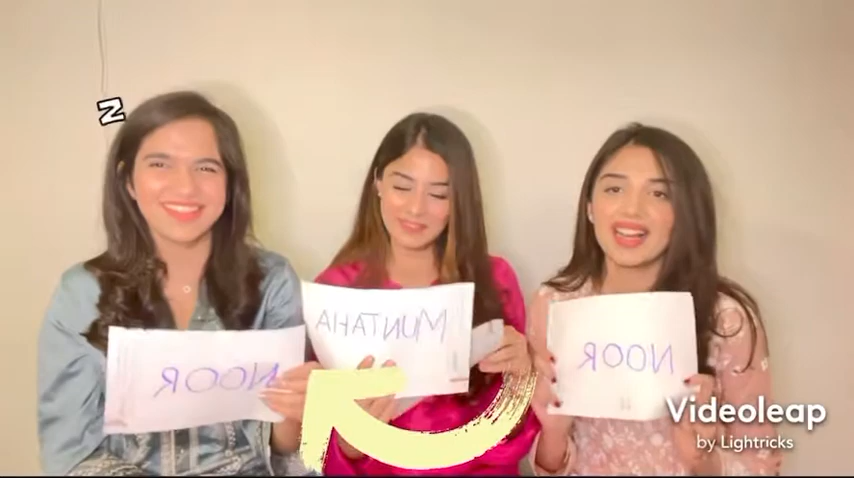 N
NOOR
MUNTAHA
NOOR
Videoleap
by Lightricks